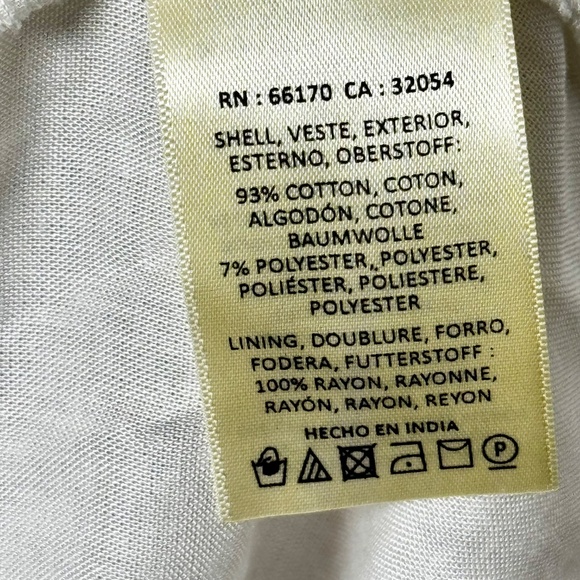 RN : 66170 CA : 32054
SHELL, VESTE, EXTERIOR,
ESTERNO, OBERSTOFF:
93% COTTON, COTON,
ALGODÓN, COTONE,
BAUMWOLLE
7% POLYESTER, POLYESTER,
POLIÉSTER, POLIESTERE,
POLYESTER
LINING, DOUBLURE, FORRO,
FODERA, FUTTERSTOFF :
100% RAYON, RAYONNE,
RAYÓN, RAYON, REYON
HECHO EN INDIA
P